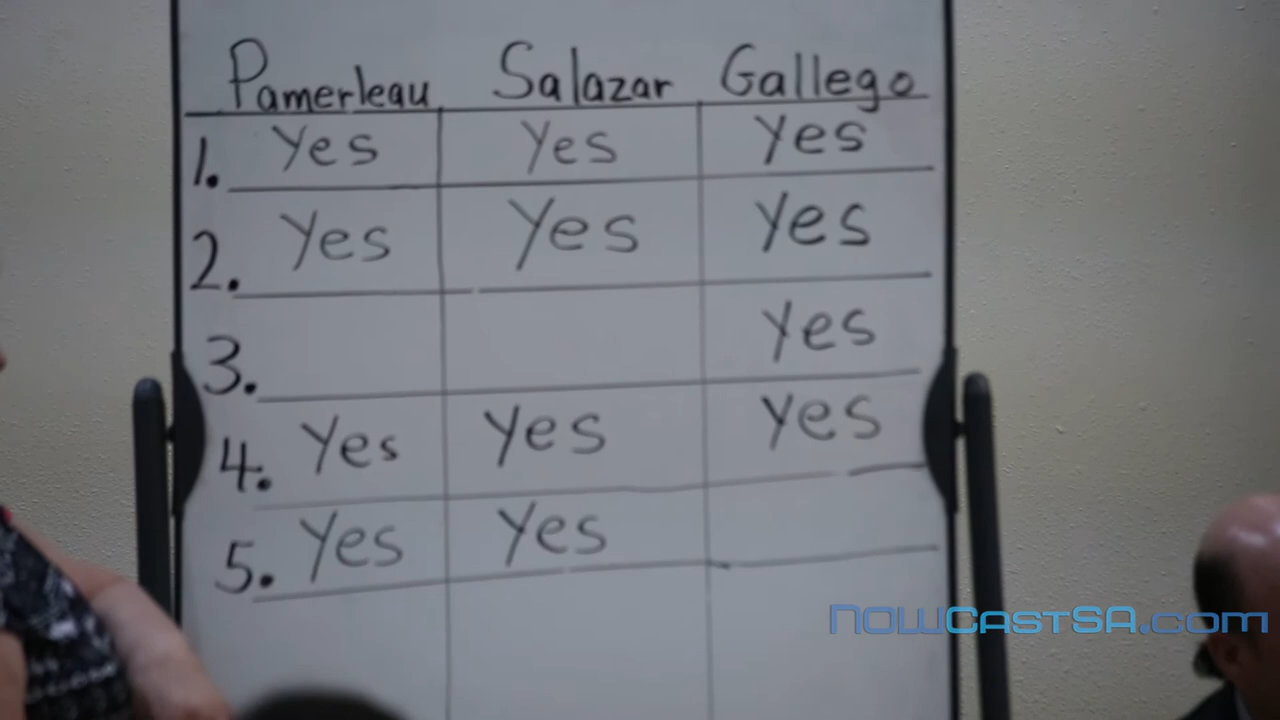 Pamerleau Salazar Gallego
1. Yes Yes Yes
2. Yes Yes Yes
3. Yes
4. Yes Yes Yes
5. Yes Yes
NOWCASTSA.com